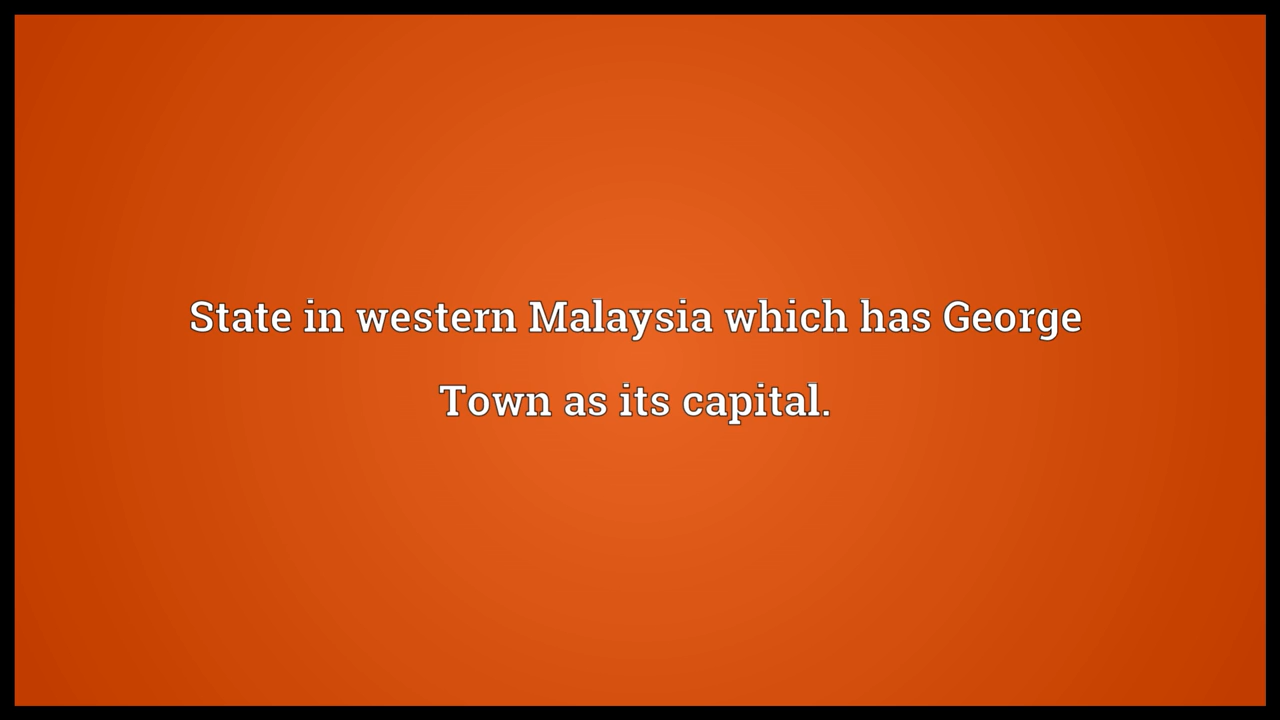 State in western Malaysia which has George
Town as its capital.